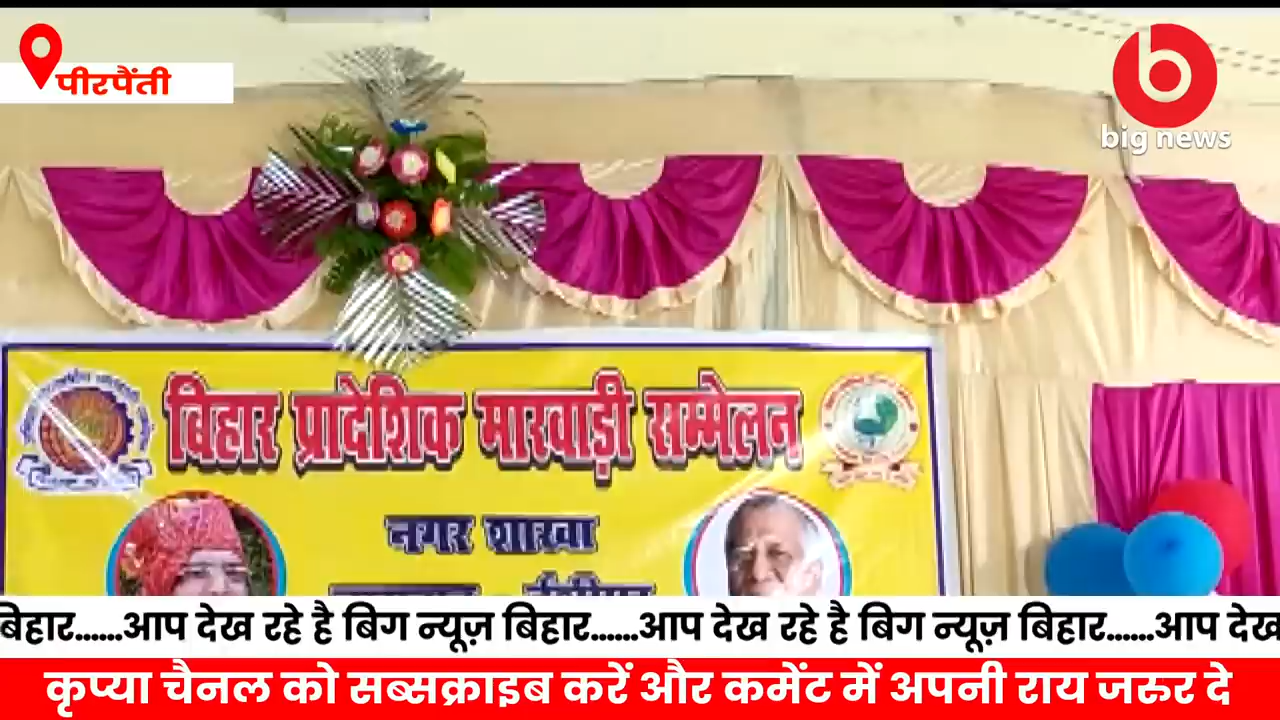 पीरपैंती
big news
बिहार प्रादेशिक मारवाड़ी सम्मेलन
नगर शाखा
बिहार......आप देख रहे है बिग न्यूज़ बिहार......आप देख रहे है बिग न्यूज़ बिहार......आप देख
कृप्या चैनल को सब्सक्राइब करें और कमेंट में अपनी राय जरुर दे